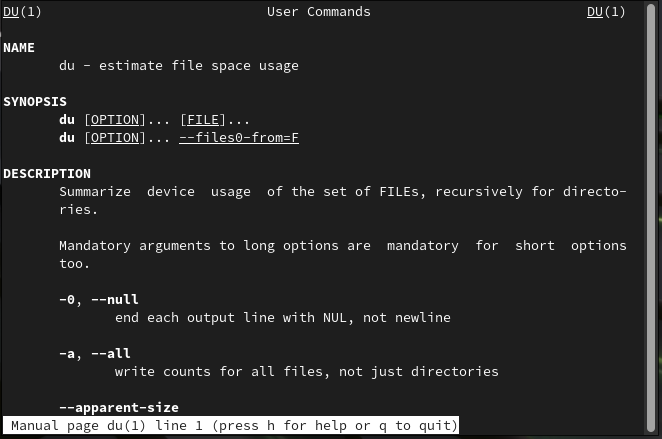 DU(1) User Commands DU(1)
NAME
du - estimate file space usage
SYNOPSIS
du [OPTION]... [FILE]...
du [OPTION]... --files0-from=F
DESCRIPTION
Summarize device usage of the set of FILEs, recursively for directo-
ries.
Mandatory arguments to long options are mandatory for short options
too.
-0, --null
end each output line with NUL, not newline
-a, --all
write counts for all files, not just directories
--apparent-size
Manual page du(1) line 1 (press h for help or q to quit)